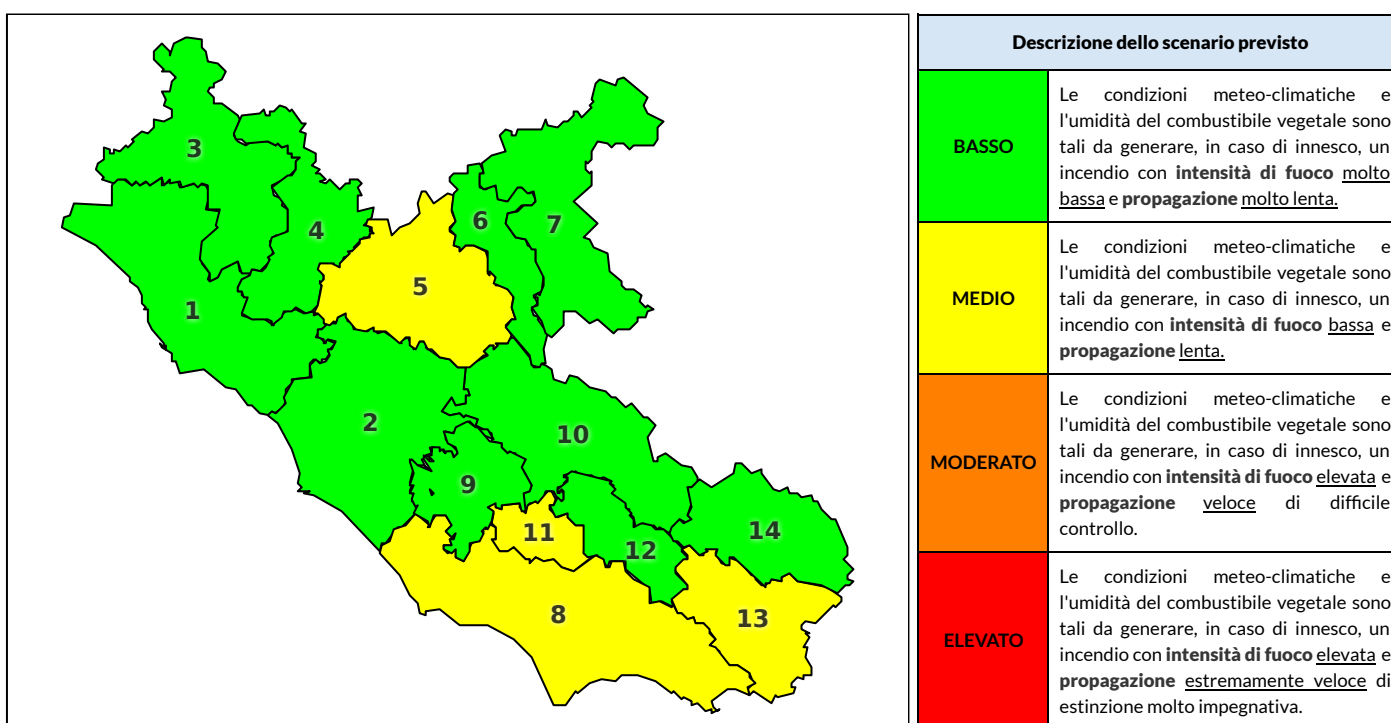 3
4
6
7
5
1
2
10
9
11
12
14
8
13
Descrizione dello scenario previsto
BASSO
Le condizioni meteo-climatiche e
l'umidità del combustibile vegetale sono
tali da generare, in caso di innesco, un
incendio con intensità di fuoco molto
bassa e propagazione molto lenta.
MEDIO
Le condizioni meteo-climatiche e
l'umidità del combustibile vegetale sono
tali da generare, in caso di innesco, un
incendio con intensità di fuoco bassa e
propagazione lenta.
MODERATO
Le condizioni meteo-climatiche e
l'umidità del combustibile vegetale sono
tali da generare, in caso di innesco, un
incendio con intensità di fuoco elevata e
propagazione veloce di difficile
controllo.
ELEVATO
Le condizioni meteo-climatiche e
l'umidità del combustibile vegetale sono
tali da generare, in caso di innesco, un
incendio con intensità di fuoco elevata e
propagazione estremamente veloce di
estinzione molto impegnativa.